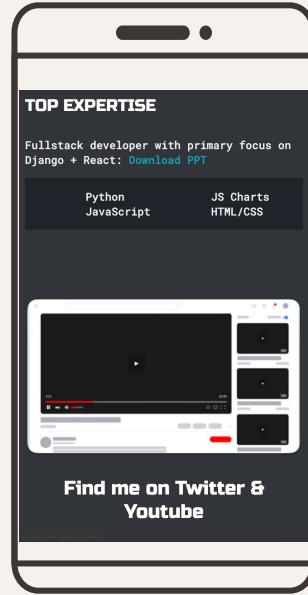 TOP EXPERTISE
Fullstack developer with primary focus on
Django + React: Download PPT
Python
JavaScript
JS Charts
HTML/CSS
Find me on Twitter &
Youtube